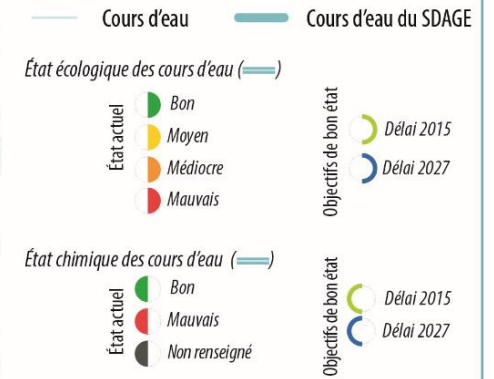 Cours d'eau
Cours d'eau du SDAGE
État écologique des cours d'eau ( )
État actuel
Bon
Moyen
Médiocre
Mauvais
Objectifs de bon état
Délai 2015
Délai 2027
État chimique des cours d'eau ( )
État actuel
Bon
Mauvais
Non renseigné
Objectifs de bon état
Délai 2015
Délai 2027